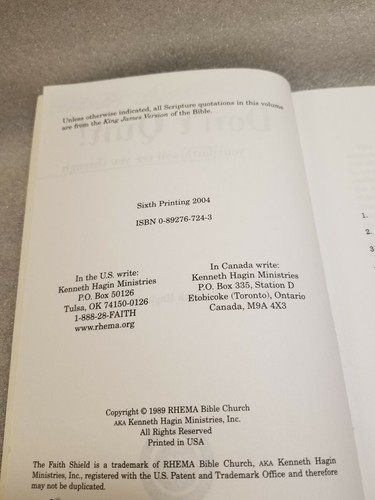 Unless otherwise indicated, all Scripture quotations in this volume
are from the King James Version of the Bible.
Sixth Printing 2004
ISBN 0-89276-724-3
In the U.S. write:
Kenneth Hagin Ministries
P.O. Box 50126
Tulsa, OK 74150-0126
1-888-28-FAITH
www.rhema.org
In Canada write:
Kenneth Hagin Ministries
P.O. Box 335, Station D
Etobicoke (Toronto), Ontario
Canada, M9A 4X3
Copyright © 1989 RHEMA Bible Church
AKA Kenneth Hagin Ministries, Inc.
All Rights Reserved
Printed in USA
The Faith Shield is a trademark of RHEMA Bible Church, AKA Kenneth Hagin
Ministries, Inc., registered with the U.S. Patent and Trademark Office and therefore
may not be duplicated.
1.
2.
3